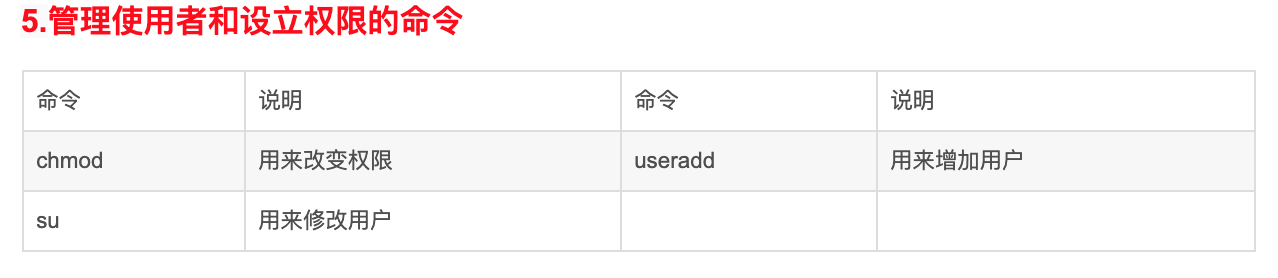 5.管理使用者和设立权限的命令
命令 说明 命令 说明
chmod 用来改变权限 useradd 用来增加用户
su 用来修改用户